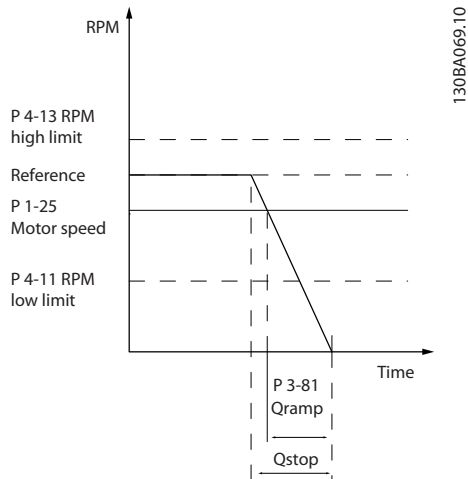 RPM
P 4-13 RPM
high limit
Reference
P 1-25
Motor speed
P 4-11 RPM
low limit
Time
P 3-81
Qramp
Qstop
130BA069.10